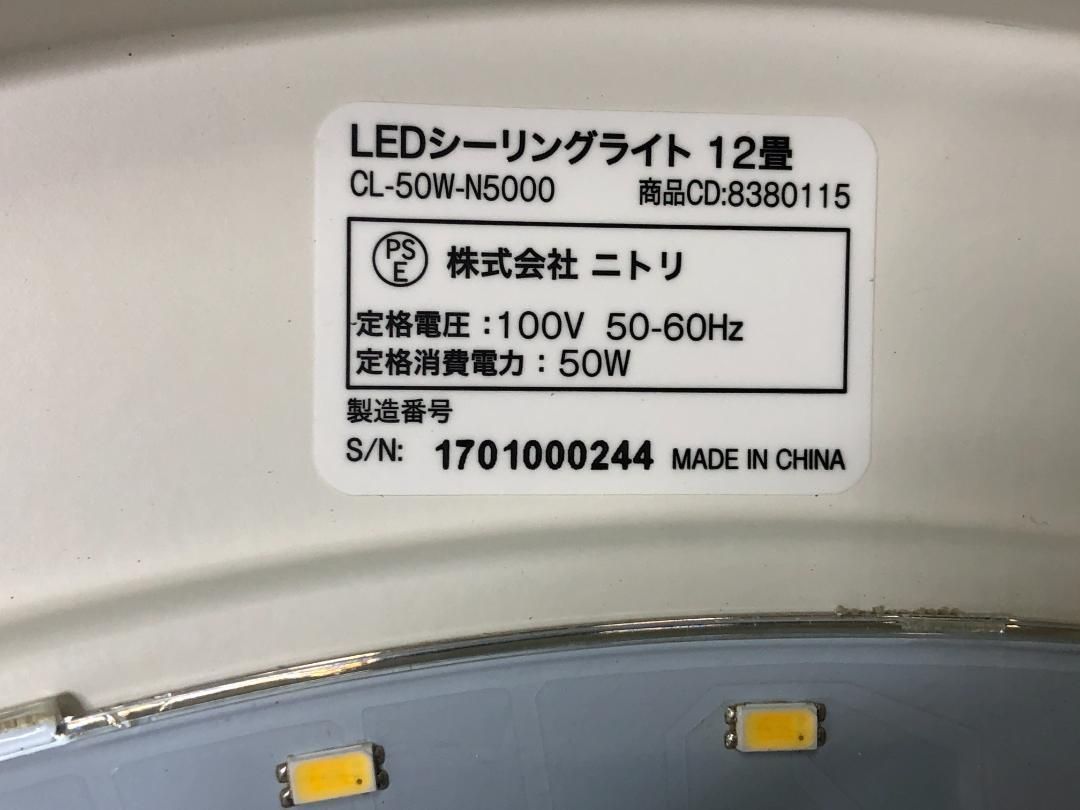 LEDシーリングライト 12畳
CL-50W-N5000 商品CD:8380115
PSE 株式会社 ニトリ
定格電圧：100V 50-60Hz
定格消費電力：50W
製造番号
S/N: 1701000244 MADE IN CHINA